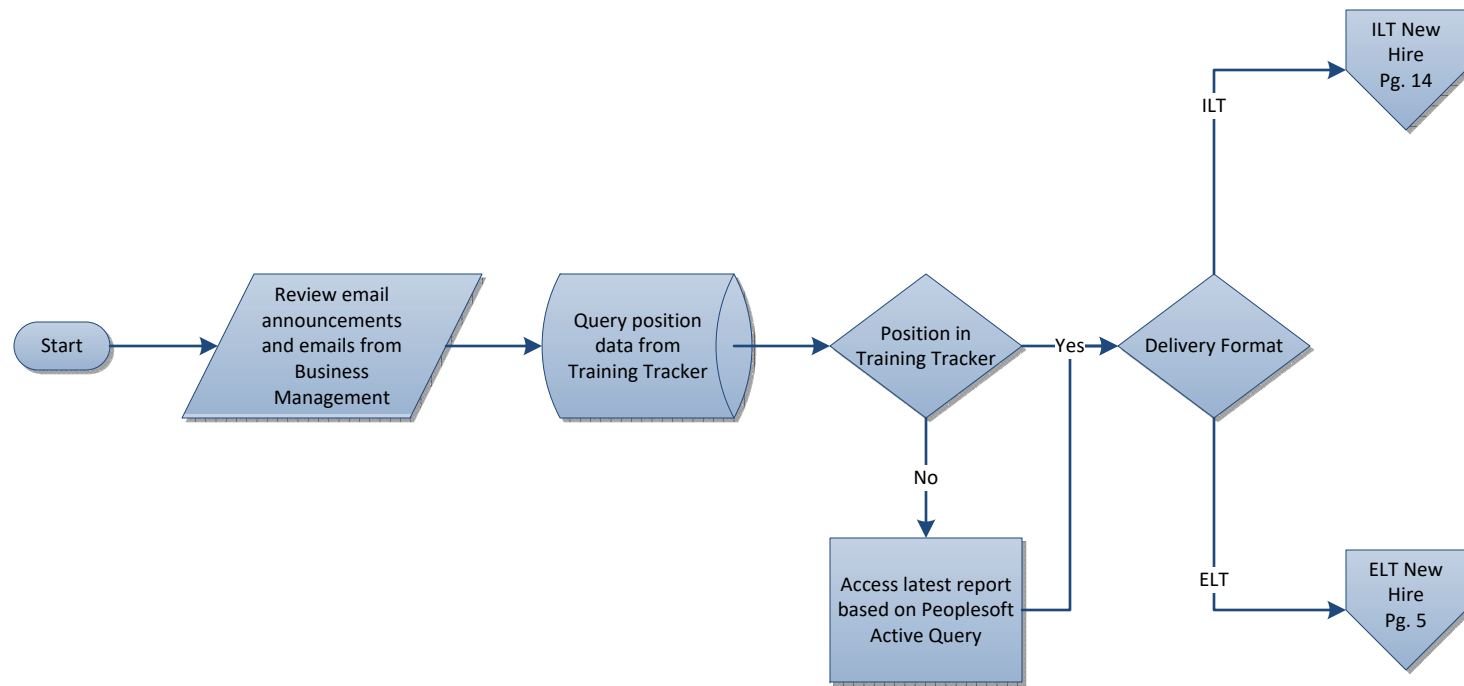 Start
Review email
announcements
and emails from
Business
Management
Query position
data from
Training Tracker
Position in
Training Tracker
Yes
No
Access latest report
based on Peoplesoft
Active Query
Delivery Format
ILT
ILT New
Hire
Pg. 14
ELT
ELT New
Hire
Pg. 5